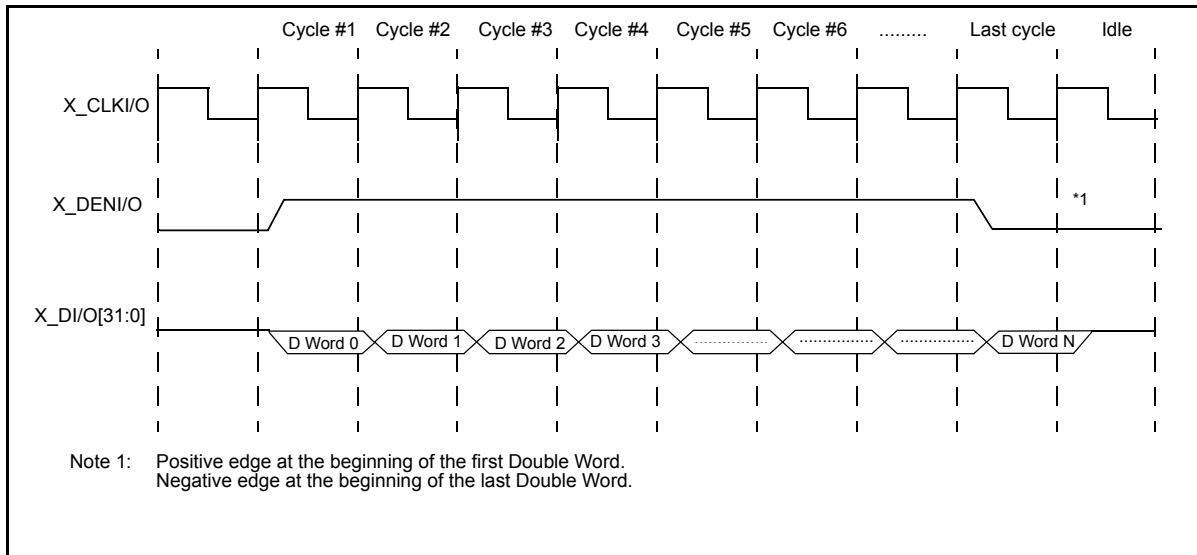 Cycle #1 Cycle #2 Cycle #3 Cycle #4 Cycle #5 Cycle #6 ......... Last cycle Idle
X_CLKI/O
X_DENI/O *1
X_DI/O[31:0]
D Word 0 D Word 1 D Word 2 D Word 3 .............. .............. .............. D Word N
Note 1: Positive edge at the beginning of the first Double Word.
Negative edge at the beginning of the last Double Word.